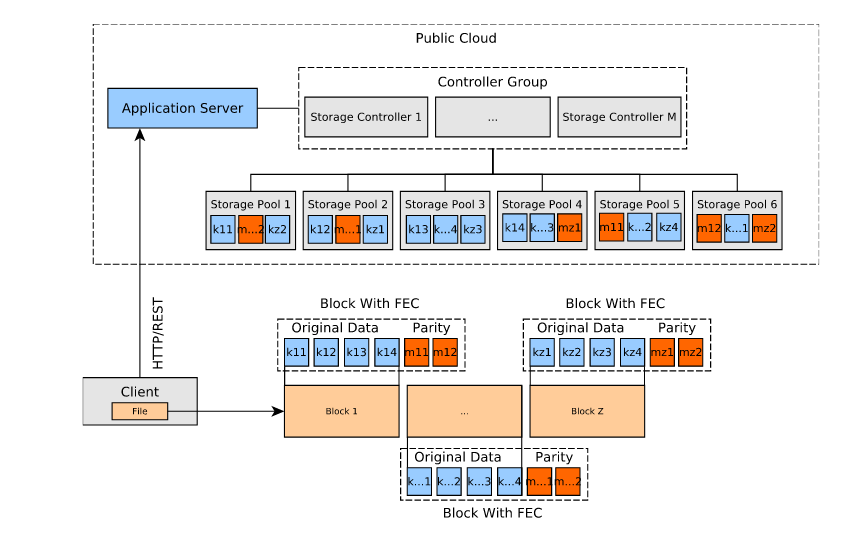 Public Cloud
Application Server
Controller Group
Storage Controller 1
...
Storage Controller M
Storage Pool 1
k11 m...2 kz2
Storage Pool 2
k12 m...1 kz1
Storage Pool 3
k13 k...4 kz3
Storage Pool 4
k14 k...3 mz1
Storage Pool 5
m11 k...2 kz4
Storage Pool 6
m12 k...1 mz2
HTTP/REST
Client
File
Block With FEC
Original Data Parity
k11 k12 k13 k14 m11 m12
Block 1
...
Block With FEC
Original Data Parity
kz1 kz2 kz3 kz4 mz1 mz2
Block Z
Original Data Parity
k...1 k...2 k...3 k...4 m...1 m...2
Block With FEC